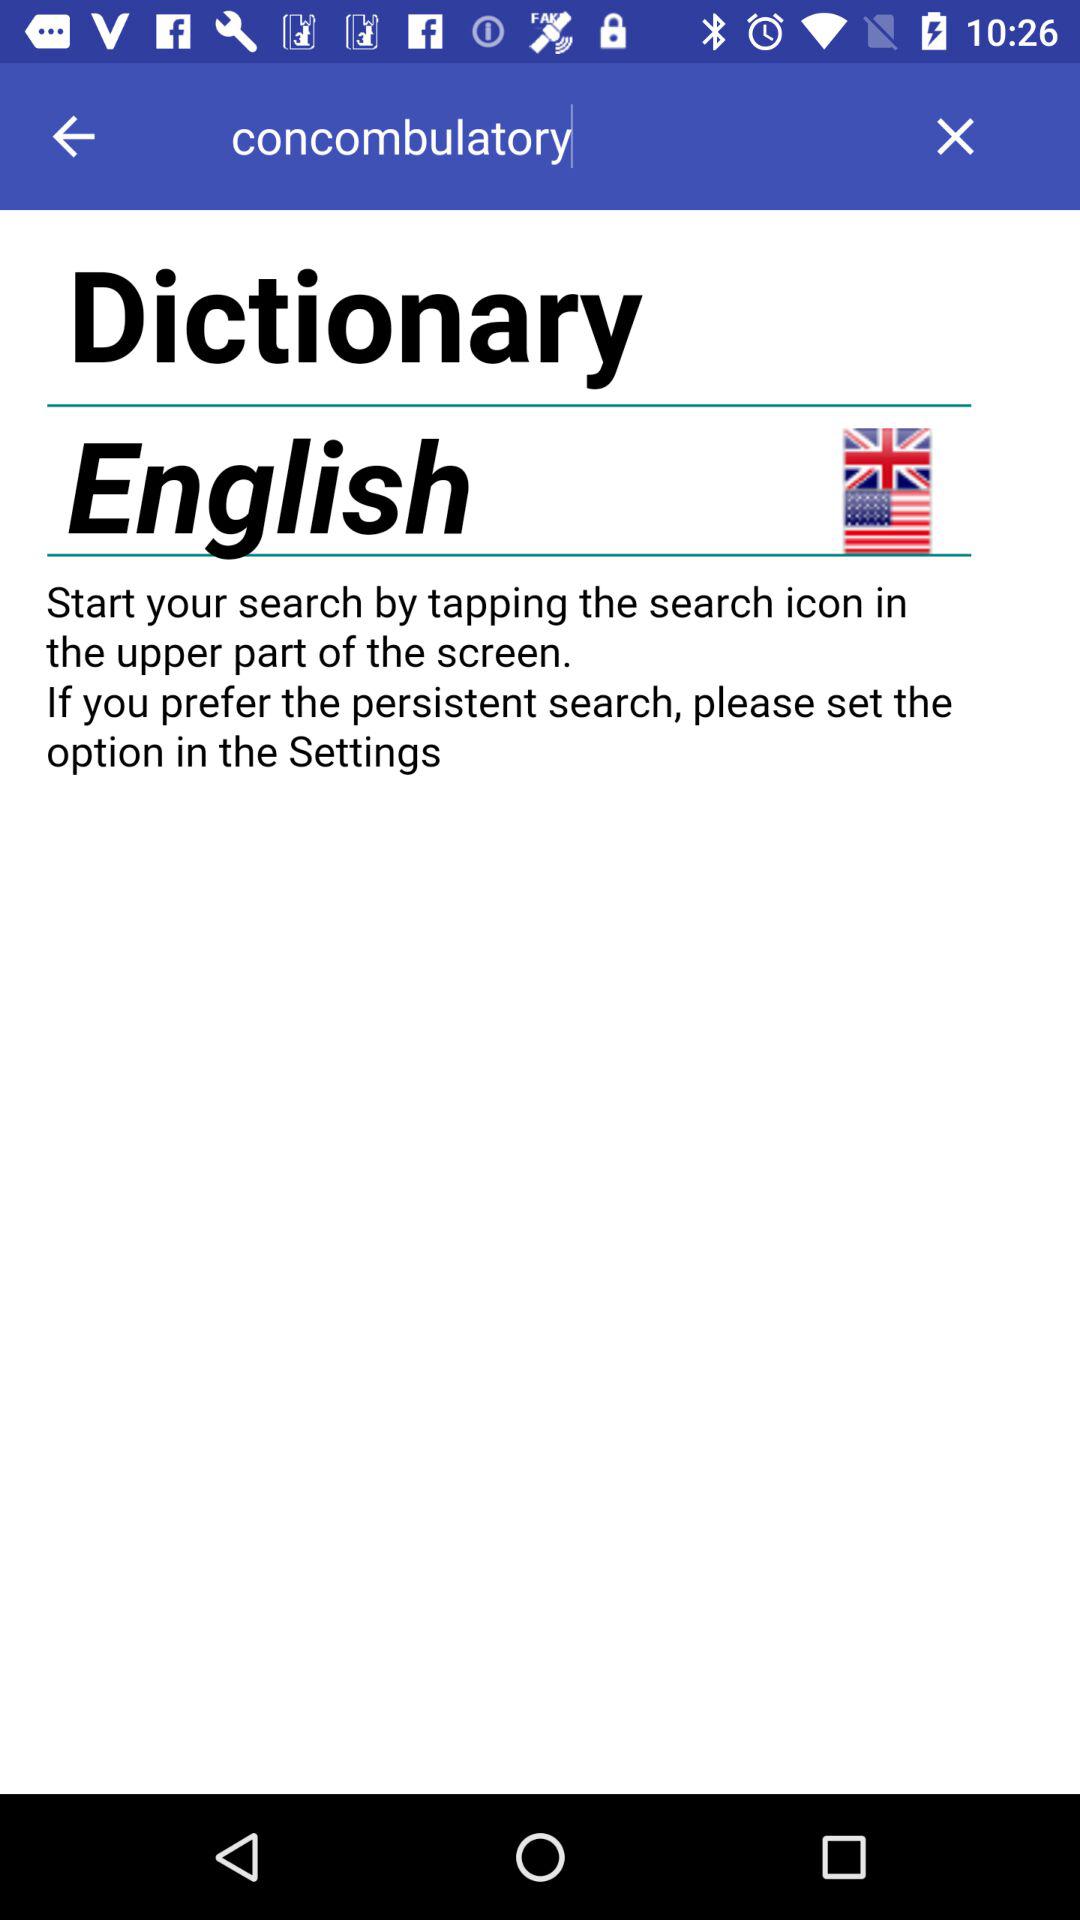 FAKE
10:26
concombulatory
Dictionary
English
Start your search by tapping the search icon in
the upper part of the screen.
If you prefer the persistent search, please set the
option in the Settings